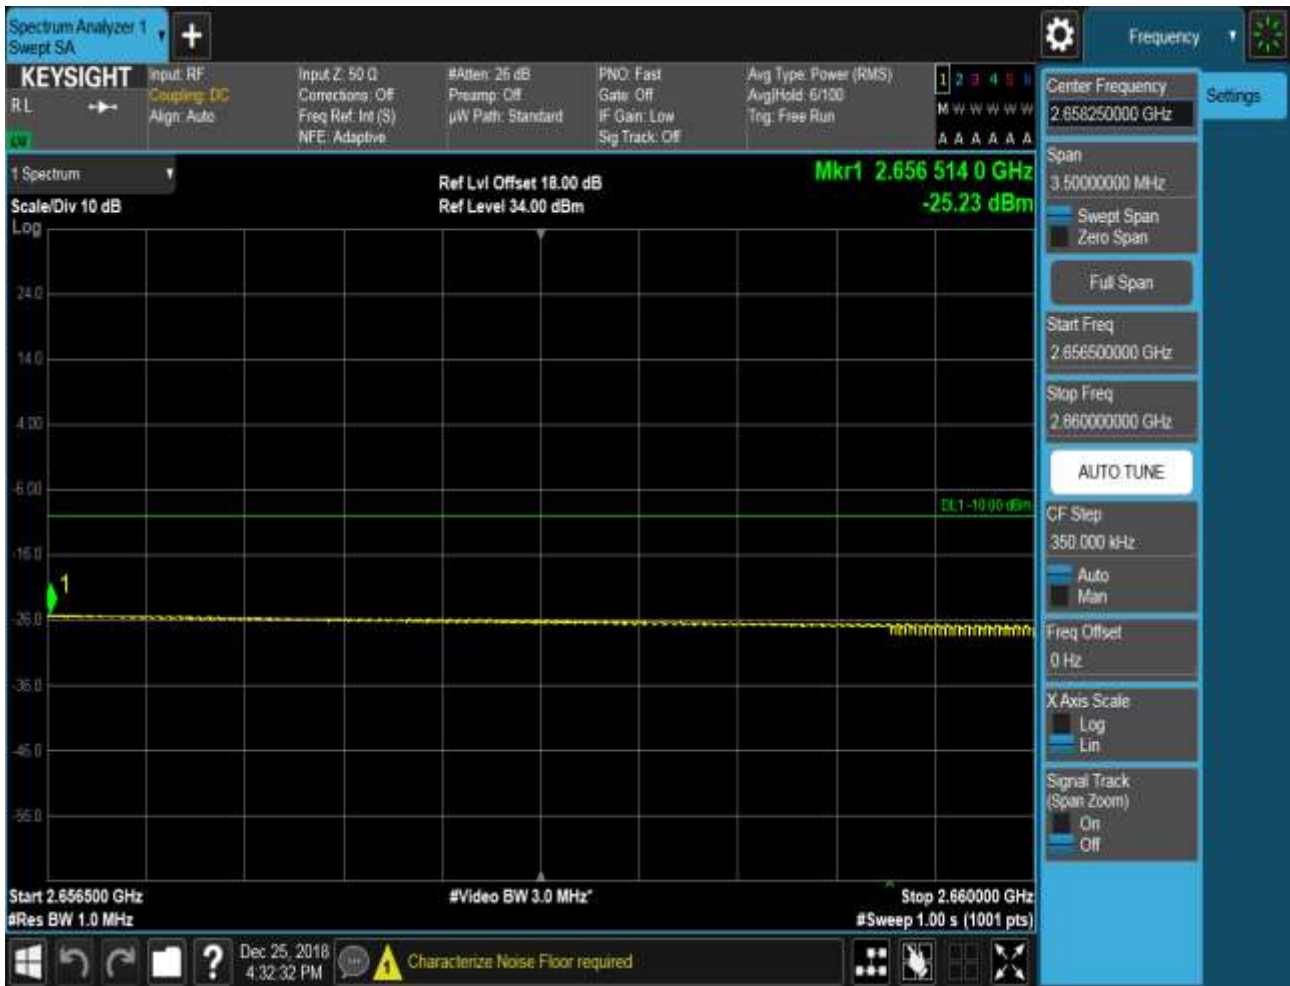 Spectrum Analyzer 1
Swept SA
Frequency
KEYSIGHT
R L
Input: RF
Coupling: DC
Align: Auto
Input Z: 50 Ω
Corrections: Off
Freq Ref: Int (S)
NFE: Adaptive
#Atten: 26 dB
Preamp: Off
µW Path: Standard
PNO: Fast
Gate: Off
IF Gain: Low
Sig Track: Off
Avg Type: Power (RMS)
Avg|Hold: 6/100
Trig: Free Run
1 2 3 4 5 6
M W W W W W
A A A A A A
1 Spectrum
Scale/Div 10 dB
Log
Ref Lvl Offset 18.00 dB
Ref Level 34.00 dBm
Mkr1 2.656 514 0 GHz
-25.23 dBm
24.0
14.0
4.00
-6.00
-16.0
-26.0
-36.0
-46.0
-56.0
DL1 -10.00 dBm
1
Start 2.656500 GHz
#Res BW 1.0 MHz
#Video BW 3.0 MHz*
Stop 2.660000 GHz
#Sweep 1.00 s (1001 pts)
Center Frequency
2.658250000 GHz
Settings
Span
3.50000000 MHz
Swept Span
Zero Span
Full Span
Start Freq
2.656500000 GHz
Stop Freq
2.660000000 GHz
AUTO TUNE
CF Step
350.000 kHz
Auto
Man
Freq Offset
0 Hz
X Axis Scale
Log
Lin
Signal Track
(Span Zoom)
On
Off
?
Dec 25, 2018
4:32:32 PM
1
Characterize Noise Floor required